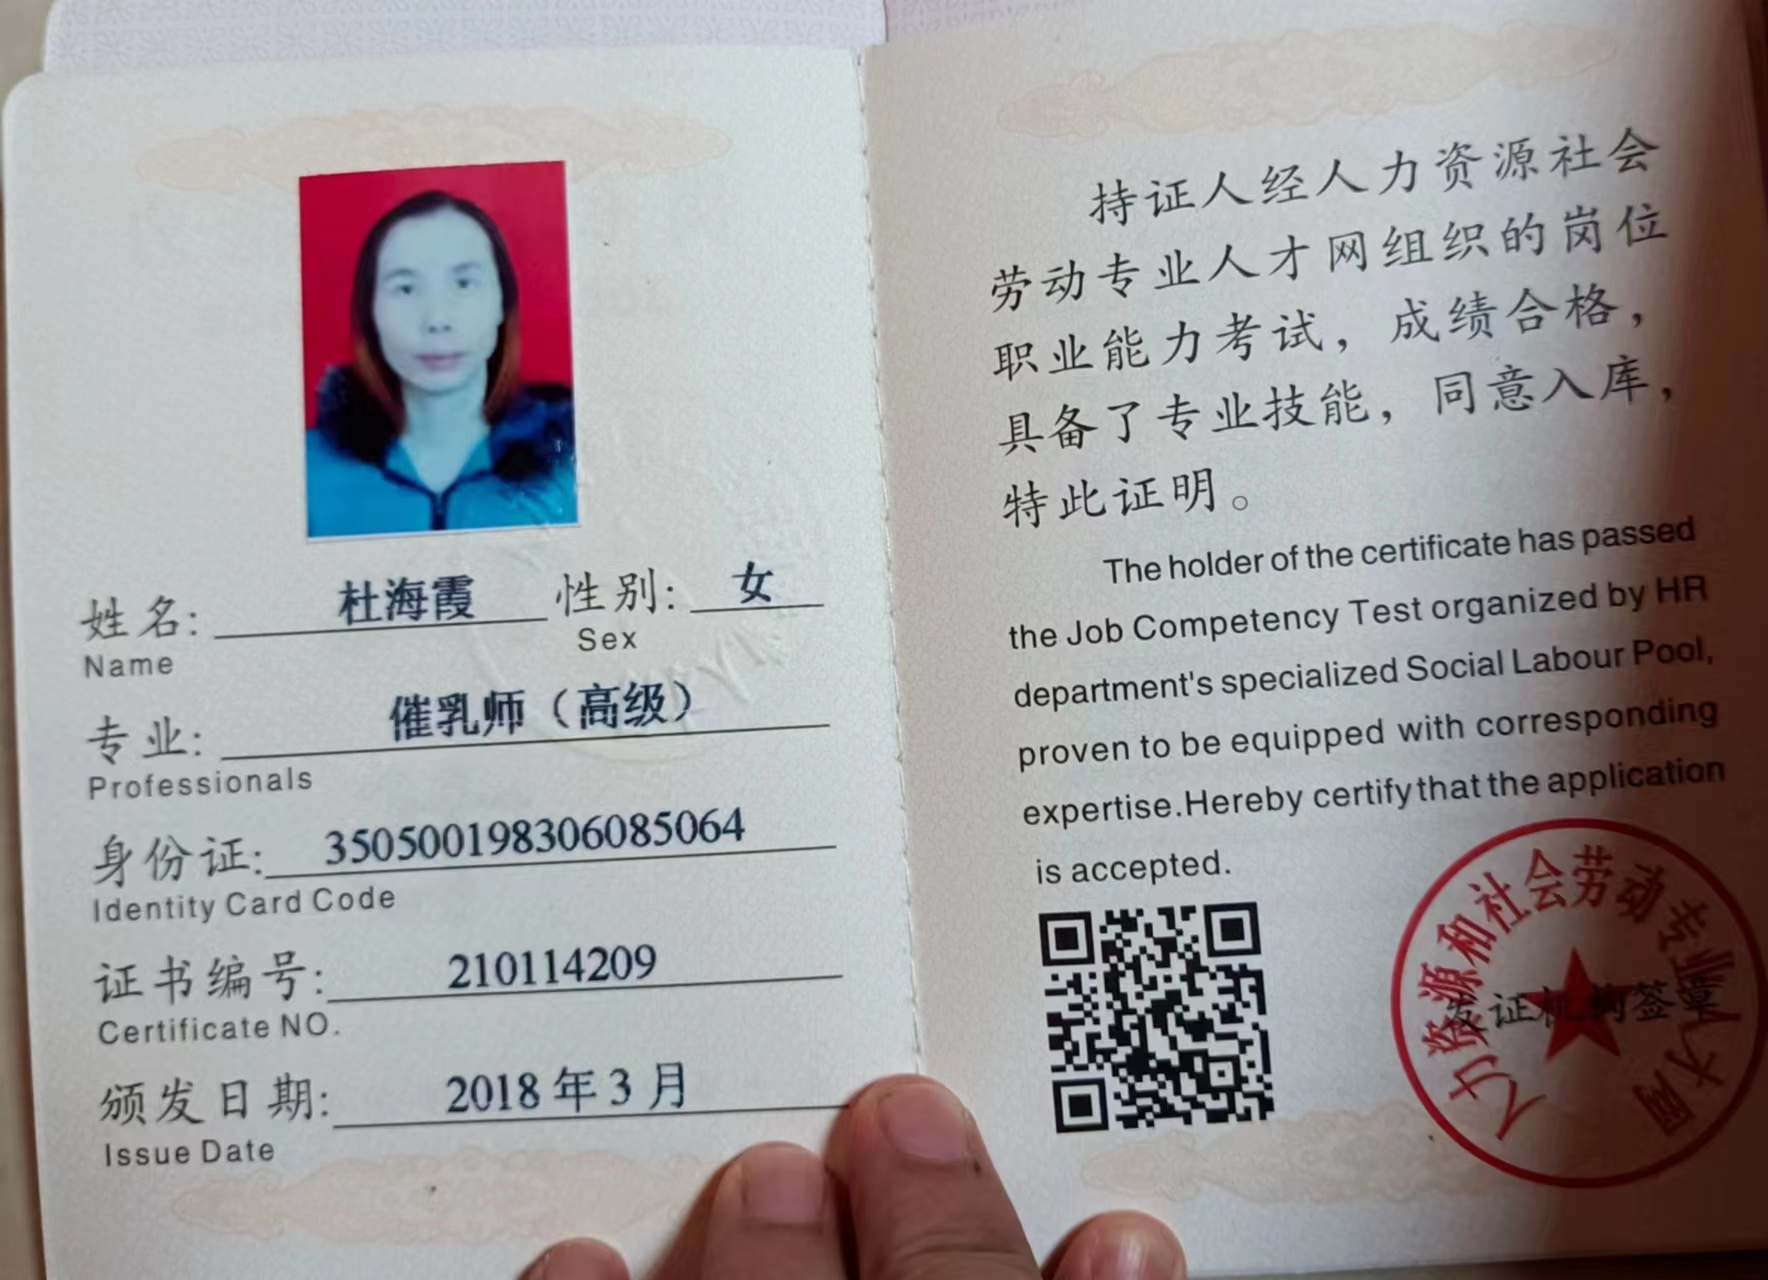 姓名: 杜海霞 性别: 女
Name Sex
专业: 催乳师（高级）
Professionals
身份证: 350500198306085064
Identity Card Code
证书编号: 210114209
Certificate NO.
颁发日期: 2018年3月
Issue Date
持证人经人力资源社会
劳动专业人才网组织的岗位
职业能力考试，成绩合格，
具备了专业技能，同意入库，
特此证明。
The holder of the certificate has passed
the Job Competency Test organized by HR
department's specialized Social Labour Pool,
proven to be equipped with corresponding
expertise.Hereby certify that the application
is accepted.
人力资源和社会劳动专业人才网
发证机构签章